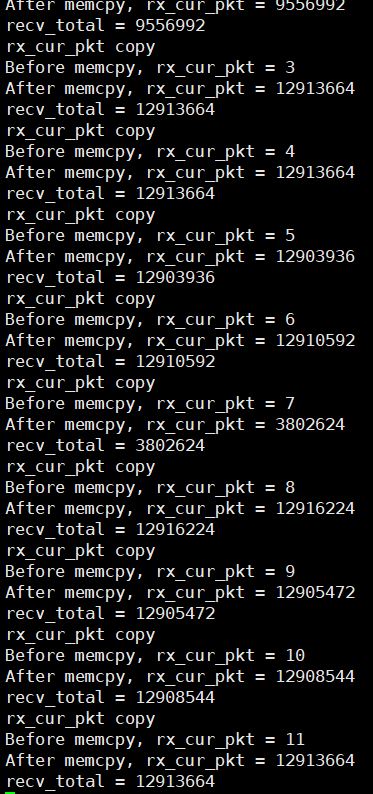 After memcpy, rx_cur_pkt = 9556992
recv_total = 9556992
rx_cur_pkt copy
Before memcpy, rx_cur_pkt = 3
After memcpy, rx_cur_pkt = 12913664
recv_total = 12913664
rx_cur_pkt copy
Before memcpy, rx_cur_pkt = 4
After memcpy, rx_cur_pkt = 12913664
recv_total = 12913664
rx_cur_pkt copy
Before memcpy, rx_cur_pkt = 5
After memcpy, rx_cur_pkt = 12903936
recv_total = 12903936
rx_cur_pkt copy
Before memcpy, rx_cur_pkt = 6
After memcpy, rx_cur_pkt = 12910592
recv_total = 12910592
rx_cur_pkt copy
Before memcpy, rx_cur_pkt = 7
After memcpy, rx_cur_pkt = 3802624
recv_total = 3802624
rx_cur_pkt copy
Before memcpy, rx_cur_pkt = 8
After memcpy, rx_cur_pkt = 12916224
recv_total = 12916224
rx_cur_pkt copy
Before memcpy, rx_cur_pkt = 9
After memcpy, rx_cur_pkt = 12905472
recv_total = 12905472
rx_cur_pkt copy
Before memcpy, rx_cur_pkt = 10
After memcpy, rx_cur_pkt = 12908544
recv_total = 12908544
rx_cur_pkt copy
Before memcpy, rx_cur_pkt = 11
After memcpy, rx_cur_pkt = 12913664
recv_total = 12913664